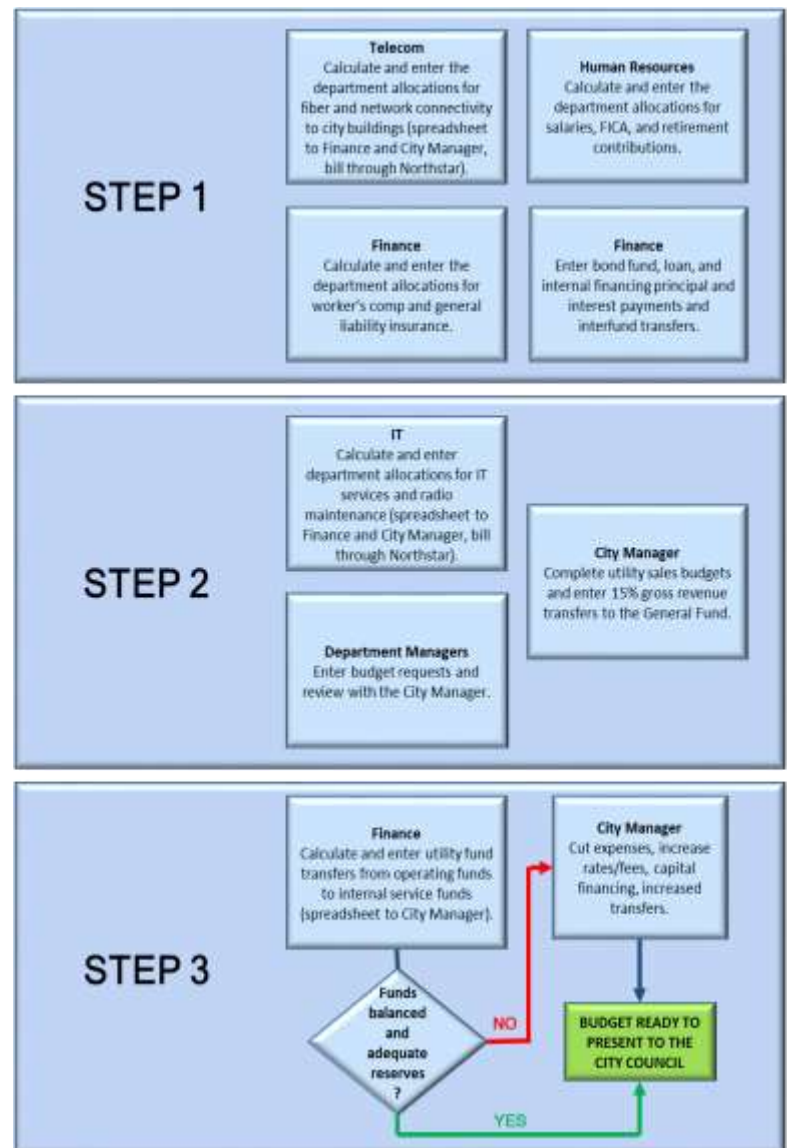 STEP 1
Telecom
Calculate and enter the
department allocations for
fiber and network connectivity
to city buildings (spreadsheet
to Finance and City Manager,
bill through Northstar).
Human Resources
Calculate and enter the
department allocations for
salaries, FICA, and retirement
contributions.
Finance
Calculate and enter the
department allocations for
worker's comp and general
liability insurance.
Finance
Enter bond fund, loan, and
internal financing principal and
interest payments and
interfund transfers.
STEP 2
IT
Calculate and enter
department allocations for IT
services and radio
maintenance (spreadsheet to
Finance and City Manager, bill
through Northstar).
City Manager
Complete utility sales budgets
and enter 15% gross revenue
transfers to the General Fund.
Department Managers
Enter budget requests and
review with the City Manager.
STEP 3
Finance
Calculate and enter utility fund
transfers from operating funds
to internal service funds
(spreadsheet to City Manager).
City Manager
Cut expenses, increase
rates/fees, capital
financing, increased
transfers.
Funds
balanced
and
adequate
reserves
?
NO
YES
BUDGET READY TO
PRESENT TO THE
CITY COUNCIL